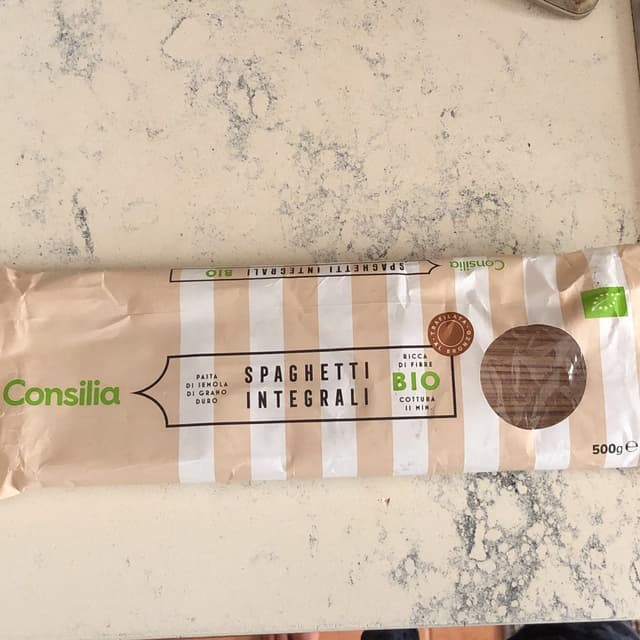 Consilia
SPAGHETTI INTEGRALI
BIO
Consilia
PASTA
DI SEMOLA
DI GRANO
DURO
SPAGHETTI
INTEGRALI
RICCA
DI FIBRE
BIO
COTTURA
11 MIN.
TRAFILATA
500g e